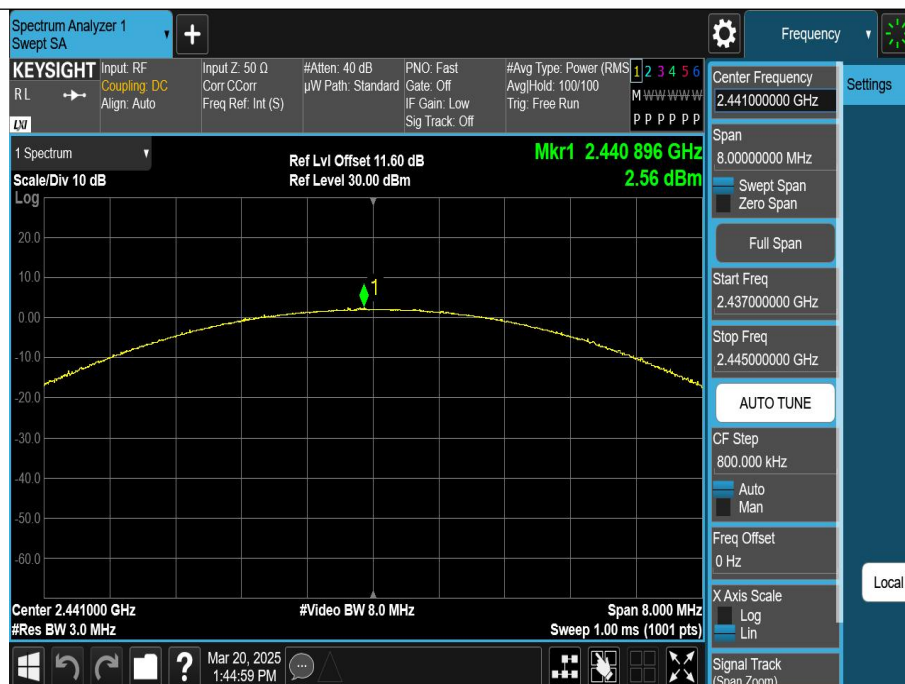 Spectrum Analyzer 1
Swept SA
+
Frequency
KEYSIGHT
RL
LXI
Input: RF
Coupling: DC
Align: Auto
Input Z: 50 Ω
Corr CCorr
Freq Ref: Int (S)
#Atten: 40 dB
µW Path: Standard
PNO: Fast
Gate: Off
IF Gain: Low
Sig Track: Off
#Avg Type: Power (RMS
Avg|Hold: 100/100
Trig: Free Run
1 2 3 4 5 6
M W W W W W
P P P P P P
Center Frequency
2.441000000 GHz
Settings
1 Spectrum
Scale/Div 10 dB
Log
Ref Lvl Offset 11.60 dB
Ref Level 30.00 dBm
Mkr1 2.440 896 GHz
2.56 dBm
Span
8.00000000 MHz
Swept Span
Zero Span
Full Span
Start Freq
2.437000000 GHz
Stop Freq
2.445000000 GHz
AUTO TUNE
CF Step
800.000 kHz
Auto
Man
Freq Offset
0 Hz
X Axis Scale
Log
Lin
Signal Track
(Span Zoom)
Local
20.0
10.0
0.00
-10.0
-20.0
-30.0
-40.0
-50.0
-60.0
1
Center 2.441000 GHz
#Res BW 3.0 MHz
#Video BW 8.0 MHz
Span 8.000 MHz
Sweep 1.00 ms (1001 pts)
?
Mar 20, 2025
1:44:59 PM